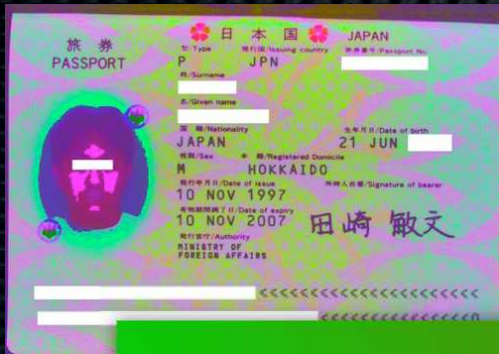 旅券
PASSPORT
日本国 JAPAN
型/Type 発行国/Issuing country 旅券番号/Passport No.
P JPN
姓/Surname
名/Given name
国籍/Nationality 生年月日/Date of birth
JAPAN 21 JUN
性別/Sex 本籍/Registered Domicile
M HOKKAIDO
発行年月日/Date of issue 所持人自署/Signature of bearer
10 NOV 1997
有効期間満了日/Date of expiry
10 NOV 2007
田崎 敏文
発行官庁/Authority
MINISTRY OF
FOREIGN AFFAIRS